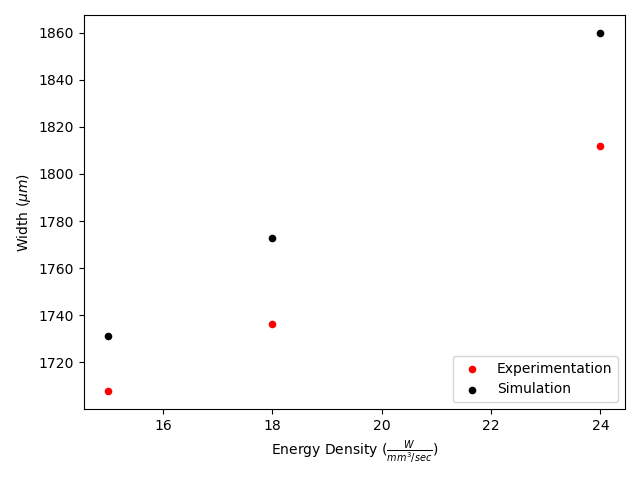 1860
1840
1820
1800
1780
1760
1740
1720
Width (μm)
16 18 20 22 24
Energy Density (W/mm³/sec)
Experimentation
Simulation